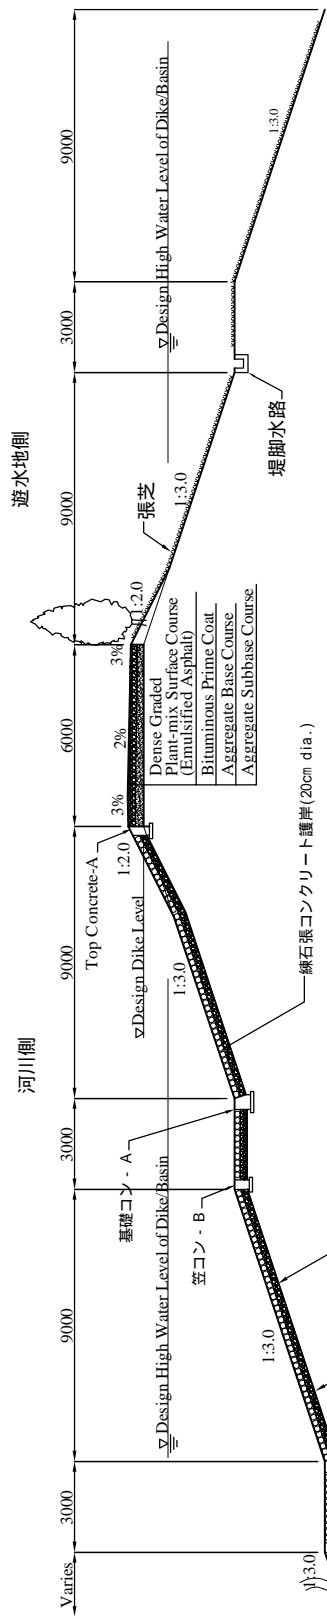 河川側
遊水地側
Varies
3000
9000
3000
9000
6000
9000
3000
9000
Top Concrete-A
3%
2%
3%
1:2.0
1:2.0
Design High Water Level of Dike/Basin
基礎コン - A
笠コン - B
Design Dike Level
張芝
Design High Water Level of Dike/Basin
1:3.0
1:3.0
1:3.0
1:3.0
1:3.0
Dense Graded
Plant-mix Surface Course
(Emulsified Asphalt)
Bituminous Prime Coat
Aggregate Base Course
Aggregate Subbase Course
堤脚水路
練石張コンクリート護岸(20cm dia.)